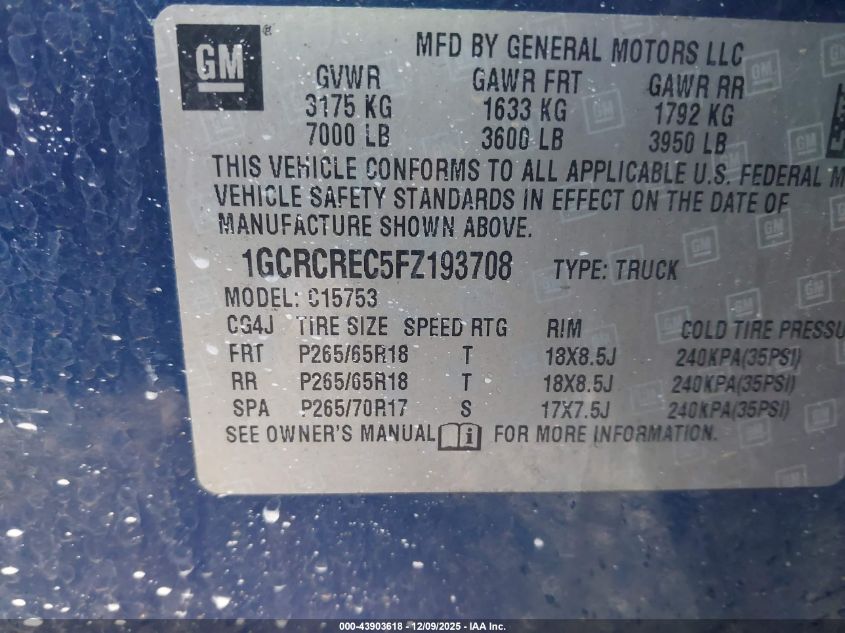 GM®
MFD BY GENERAL MOTORS LLC
GVWR GAWR FRT GAWR RR
3175 KG 1633 KG 1792 KG
7000 LB 3600 LB 3950 LB
THIS VEHICLE CONFORMS TO ALL APPLICABLE U.S. FEDERAL M
VEHICLE SAFETY STANDARDS IN EFFECT ON THE DATE OF
MANUFACTURE SHOWN ABOVE.
1GCRCREC5FZ193708 TYPE: TRUCK
MODEL: C15753
CG4J TIRE SIZE SPEED RTG RIM COLD TIRE PRESSU
FRT P265/65R18 T 18X8.5J 240KPA(35PSI)
RR P265/65R18 T 18X8.5J 240KPA(35PSI)
SPA P265/70R17 S 17X7.5J 240KPA(35PSI)
SEE OWNER'S MANUAL i FOR MORE INFORMATION.
000-43903618 - 12/09/2025 - IAA Inc.